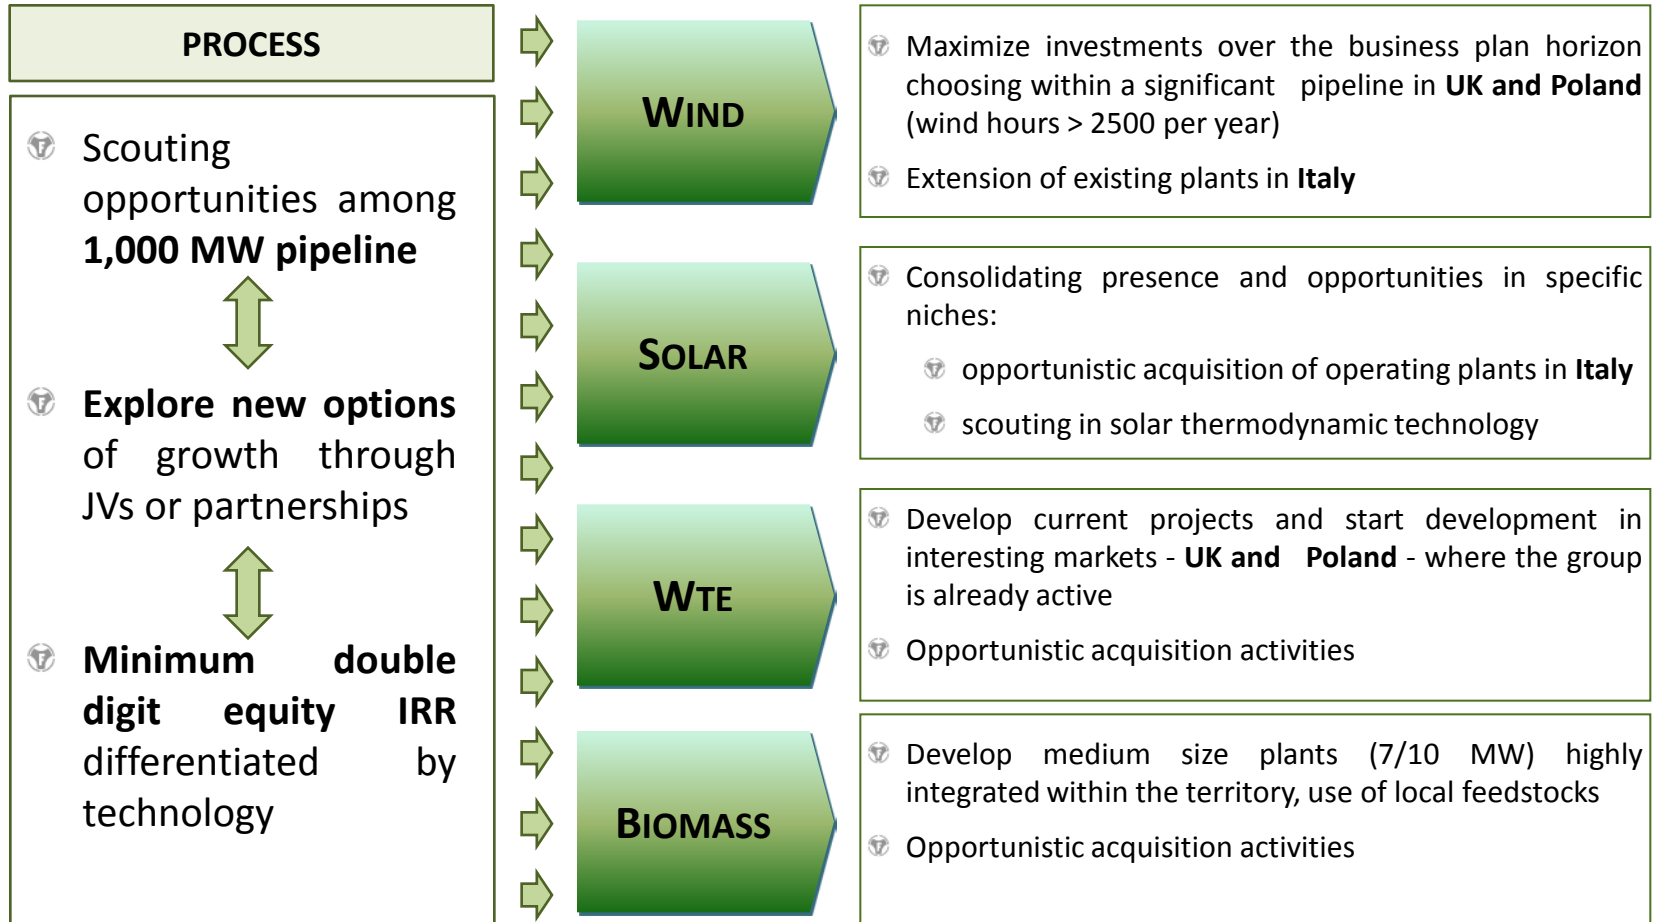 PROCESS
Scouting
opportunities among
1,000 MW pipeline
Explore new options
of growth through
JVs or partnerships
Minimum double
digit equity IRR
differentiated by
technology
WIND
Maximize investments over the business plan horizon
choosing within a significant pipeline in UK and Poland
(wind hours > 2500 per year)
Extension of existing plants in Italy
SOLAR
Consolidating presence and opportunities in specific
niches:
opportunistic acquisition of operating plants in Italy
scouting in solar thermodynamic technology
WTE
Develop current projects and start development in
interesting markets - UK and Poland - where the group
is already active
Opportunistic acquisition activities
BIOMASS
Develop medium size plants (7/10 MW) highly
integrated within the territory, use of local feedstocks
Opportunistic acquisition activities